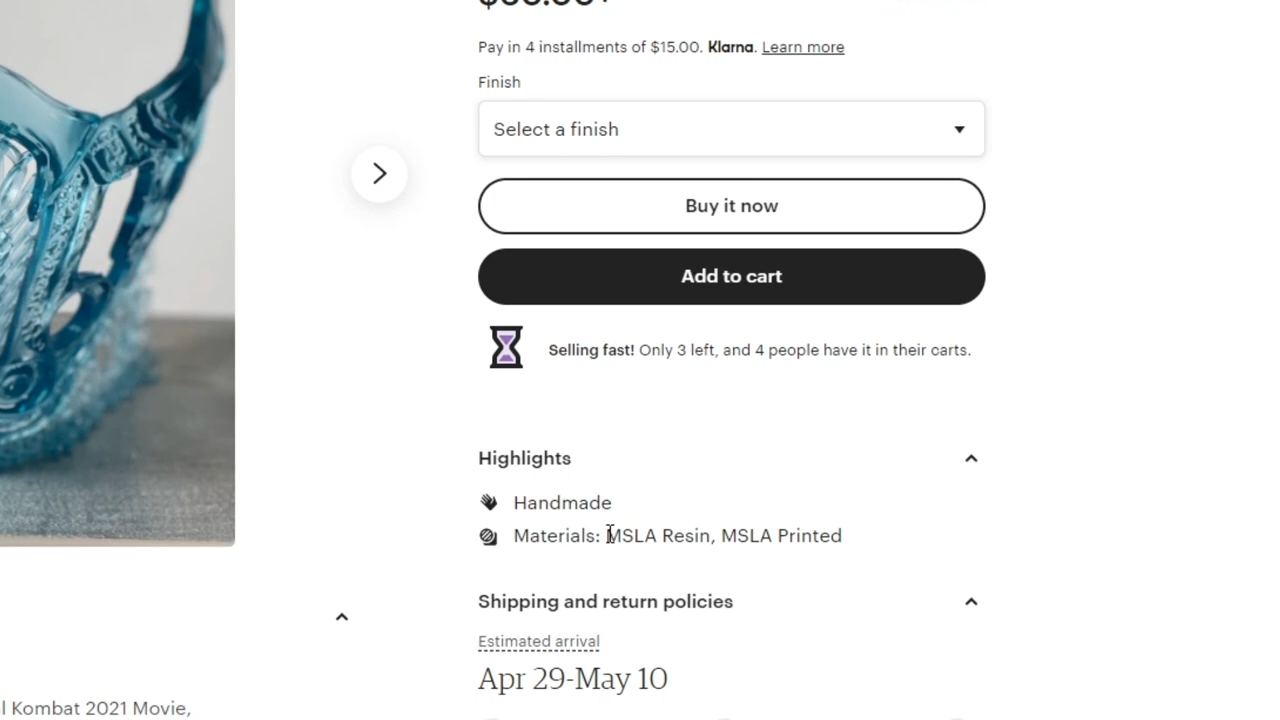 Pay in 4 installments of $15.00. Klarna. Learn more
Finish
Select a finish
Buy it now
Add to cart
Selling fast! Only 3 left, and 4 people have it in their carts.
Highlights
Handmade
Materials: MSLA Resin, MSLA Printed
Shipping and return policies
Estimated arrival
Apr 29-May 10
Kombat 2021 Movie,